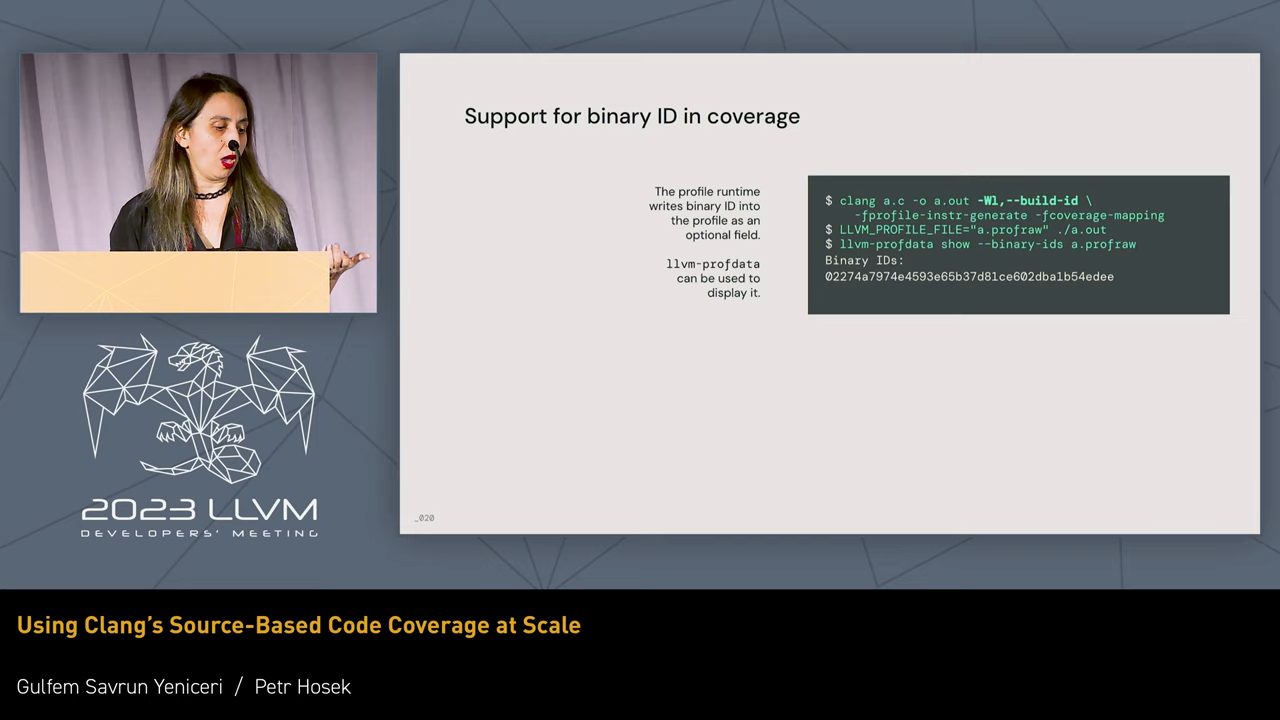 Support for binary ID in coverage
The profile runtime
writes binary ID into
the profile as an
optional field.
llvm-profdata
can be used to
display it.
$ clang a.c -o a.out -Wl,--build-id \
-fprofile-instr-generate -fcoverage-mapping
$ LLVM_PROFILE_FILE="a.profraw" ./a.out
$ llvm-profdata show --binary-ids a.profraw
Binary IDs:
02274a7974e4593e65b37d81ce602dba1b54edee
_020
2023 LLVM
DEVELOPERS' MEETING
Using Clang’s Source-Based Code Coverage at Scale
Gulfem Savrun Yeniceri / Petr Hosek